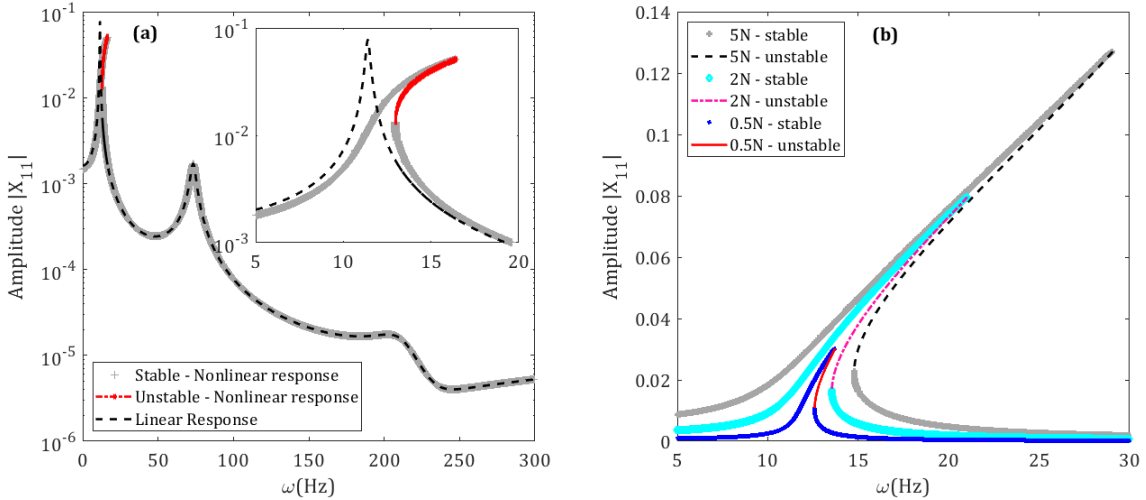 (a)
10^-1
10^-2
10^-3
10^-4
10^-5
10^-6
Amplitude |X_11|
0 50 100 150 200 250 300
ω(Hz)
Stable - Nonlinear response
Unstable - Nonlinear response
Linear Response
10^-1
10^-2
10^-3
5 10 15 20
(b)
0.14
0.12
0.1
0.08
0.06
0.04
0.02
0
Amplitude |X_11|
5 10 15 20 25 30
ω(Hz)
5N - stable
5N - unstable
2N - stable
2N - unstable
0.5N - stable
0.5N - unstable